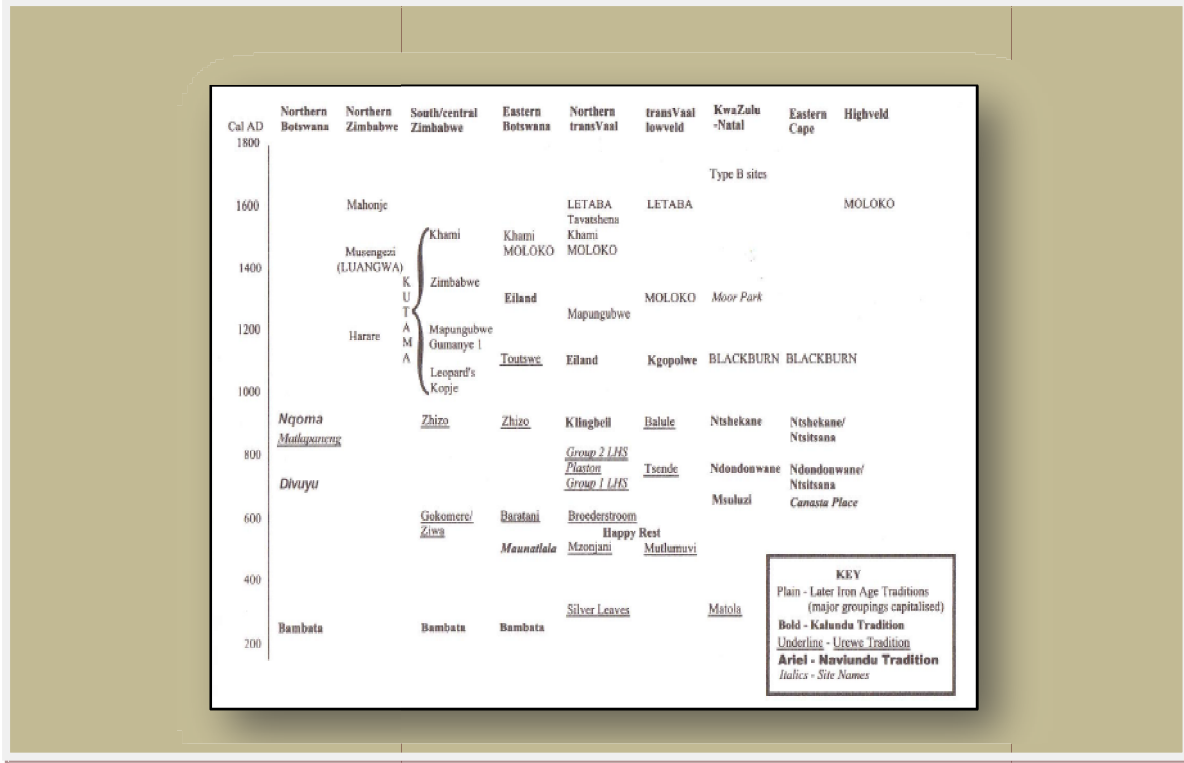 Cal AD
Northern
Botswana
Northern
Zimbabwe
South/central
Zimbabwe
Eastern
Botswana
Northern
transVaal
transVaal
lowveld
KwaZulu
-Natal
Eastern
Cape
Highveld
1800
Type B sites
1600 Mahonje LETABA LETABA MOLOKO
Tavatshena
Khami Khami Khami
Musengezi MOLOKO MOLOKO
1400 (LUANGWA)
KUTAMA
Zimbabwe
Eiland MOLOKO Moor Park
Mapungubwe
1200 Harare Mapungubwe
Gumanye 1
Toutswe Eiland Kgopolwe BLACKBURN BLACKBURN
Leopard's
1000 Kopje
Nqoma Zhizo Zhizo Klingbeil Balule Ntshekane Ntshekane/
Matlapaneng Ntsitsana
800 Group 2 LHS
Plaston Tsende Ndondonwane Ndondonwane/
Divuyu Group 1 LHS Ntsitsana
Msuluzi Canasta Place
600 Gokomere/ Baratani Broederstroom
Ziwa Happy Rest
Maunatlala Mzonjani Mutlumuvi
400
Silver Leaves Matola
Bambata Bambata Bambata
200
KEY
Plain - Later Iron Age Traditions
(major groupings capitalised)
Bold - Kalundu Tradition
Underline - Urewe Tradition
Ariel - Naviundu Tradition
Italics - Site Names